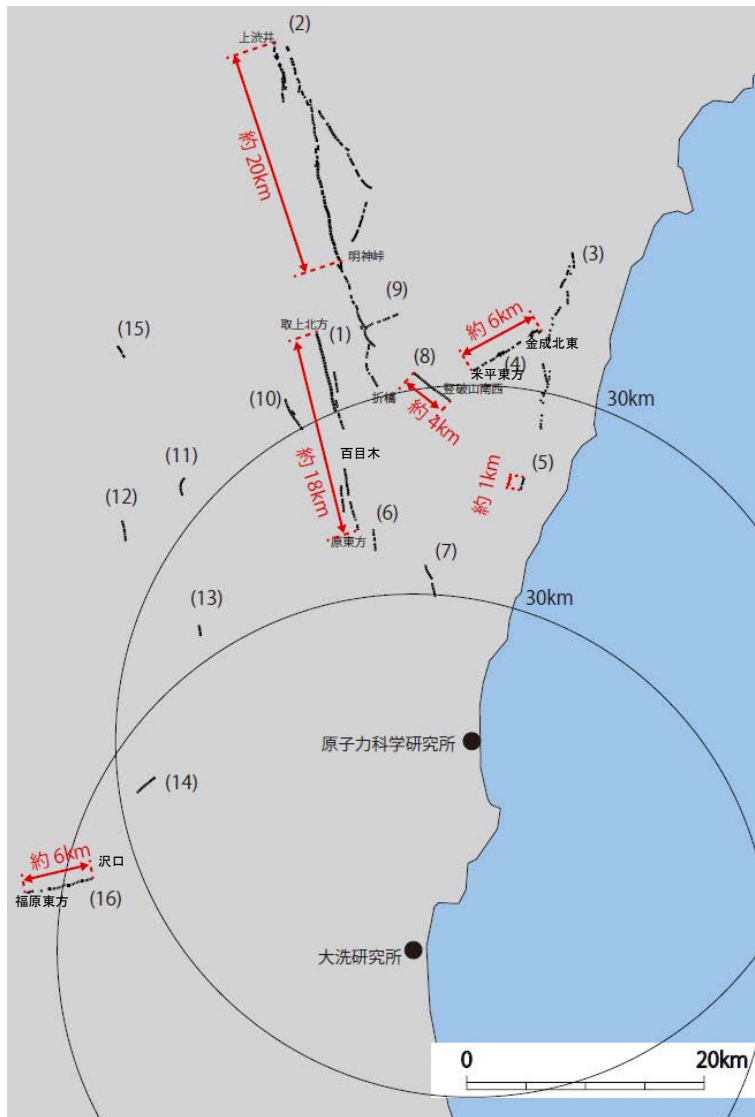 (2)
上渋井
約 20km
明神峠
(3)
(9)
(15)
取上北方
(1)
約 6km
金成北東
(8)
(4)
釆平東方
竪破山南西
折橋
(10)
約 4km
30km
百目木
(11)
約 18km
(5)
約 1km
(12)
(6)
原東方
(7)
30km
(13)
原子力科学研究所
(14)
約 6km
沢口
福原東方
(16)
大洗研究所
0
20km